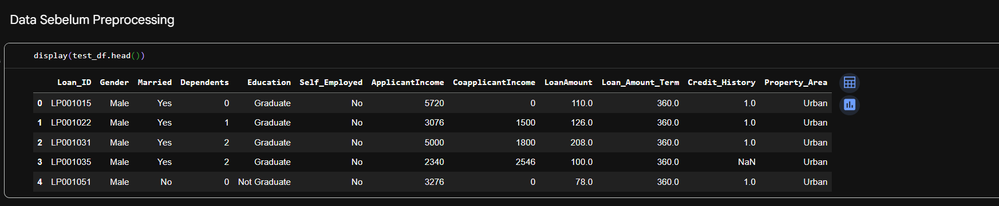 Data Sebelum Preprocessing
display(test_df.head())
Loan_ID Gender Married Dependents Education Self_Employed ApplicantIncome CoapplicantIncome LoanAmount Loan_Amount_Term Credit_History Property_Area
0 LP001015 Male Yes 0 Graduate No 5720 0 110.0 360.0 1.0 Urban
1 LP001022 Male Yes 1 Graduate No 3076 1500 126.0 360.0 1.0 Urban
2 LP001031 Male Yes 2 Graduate No 5000 1800 208.0 360.0 1.0 Urban
3 LP001035 Male Yes 2 Graduate No 2340 2546 100.0 360.0 NaN Urban
4 LP001051 Male No 0 Not Graduate No 3276 0 78.0 360.0 1.0 Urban